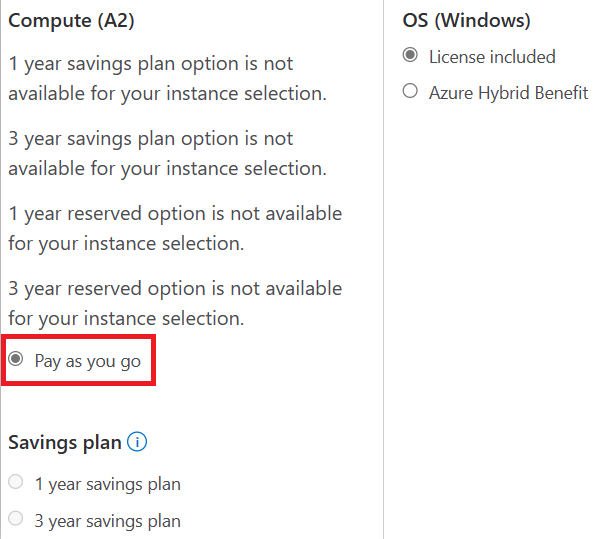 Compute (A2)
1 year savings plan option is not
available for your instance selection.
3 year savings plan option is not
available for your instance selection.
1 year reserved option is not available
for your instance selection.
3 year reserved option is not available
for your instance selection.
Pay as you go
Savings plan
1 year savings plan
3 year savings plan
OS (Windows)
License included
Azure Hybrid Benefit